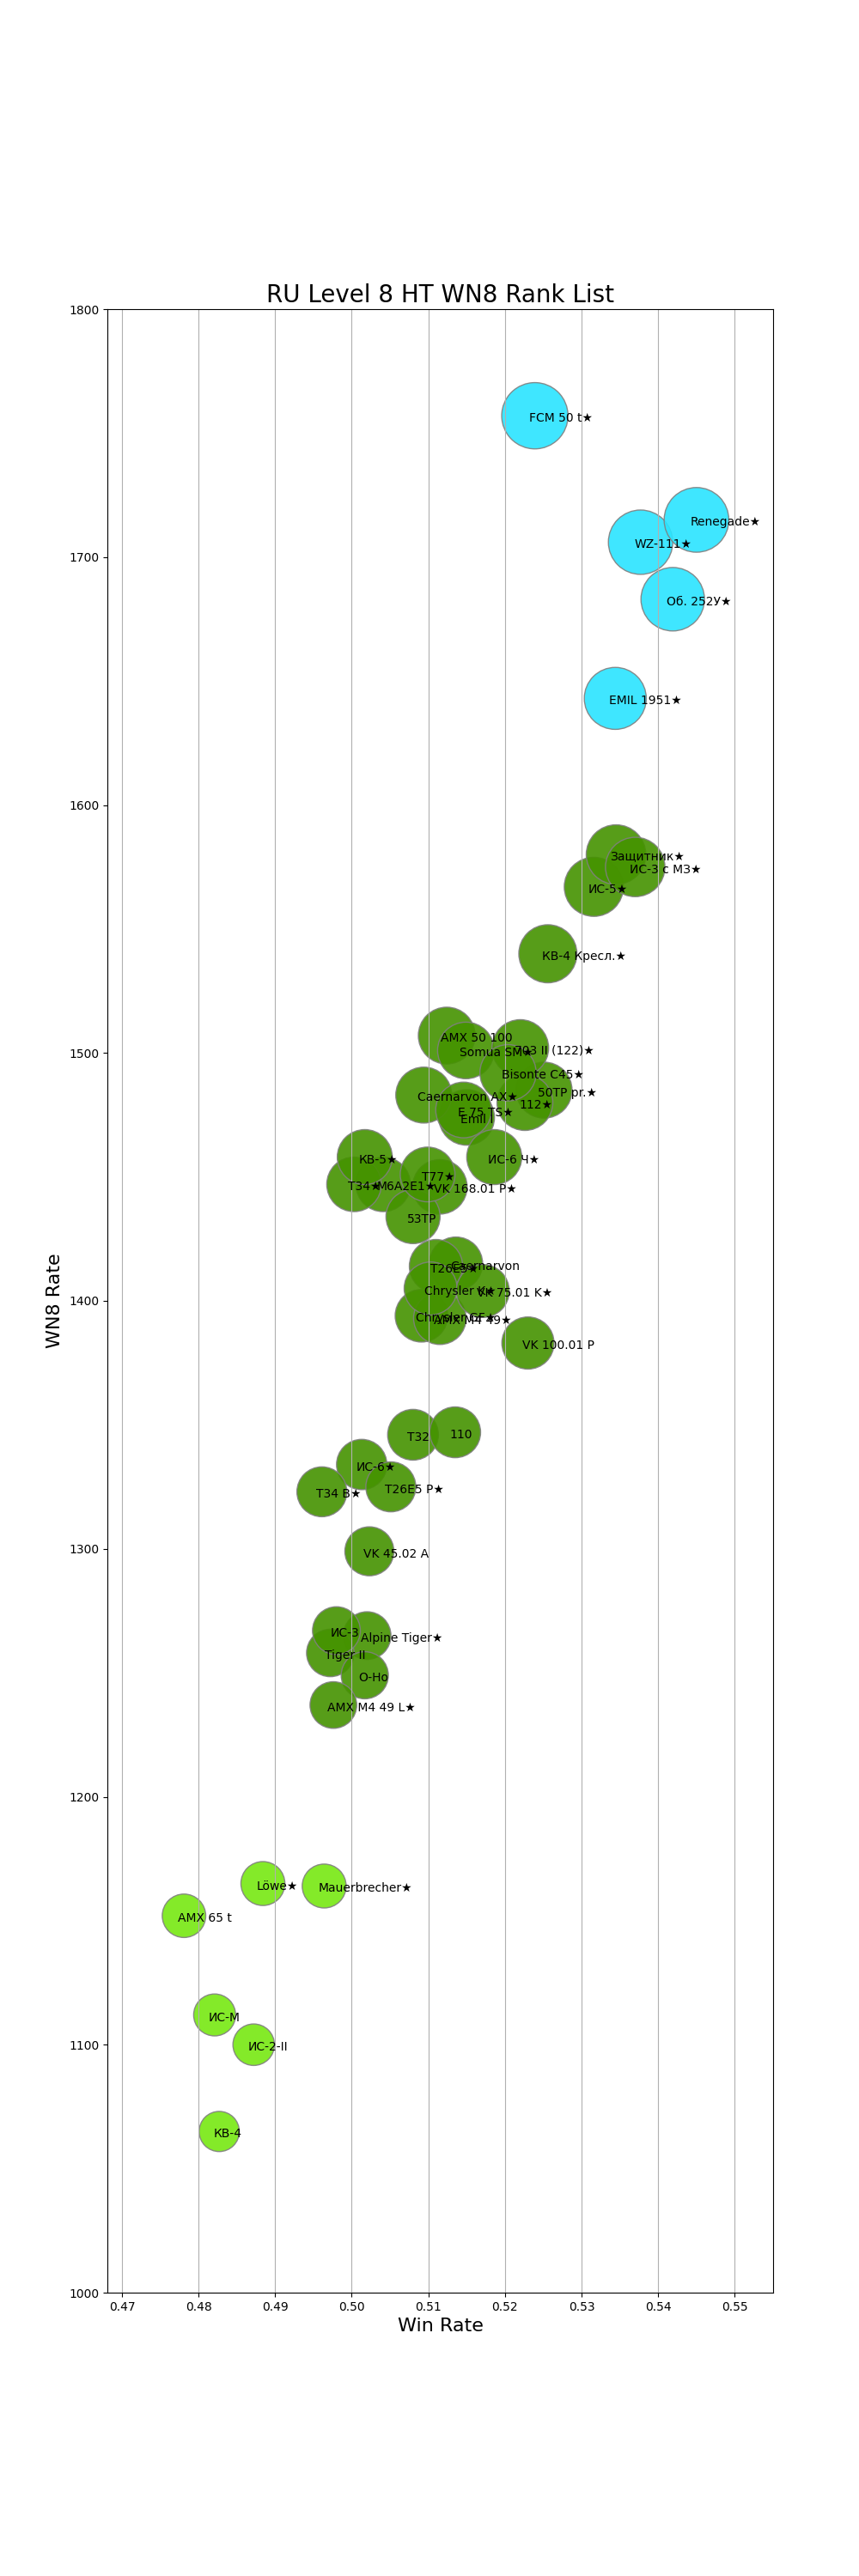 RU Level 8 HT WN8 Rank List
1800
FCM 50 t★
Renegade★
WZ-111★
1700
Об. 252У★
EMIL 1951★
1600
Защитник★
ИС-3 с МЗ★
ИС-5★
КВ-4 Кресл.★
AMX 50 100
703 II (122)★
Somua SM★
1500
Bisonte C45★
50TP pr.★
Caernarvon AX★
112★
E 75 TS★
Emil I
КВ-5★
ИС-6 Ч★
T77★
T34★
M6A2E1★
VK 168.01 P★
53TP
Caernarvon
T26E5★
Chrysler K★
VK 75.01 K★
1400
Chrysler GF★
AMX M4 49★
VK 100.01 P
WN8 Rate
110
T32
ИС-6★
T26E5 P★
T34 B★
VK 45.02 A
1300
ИС-3
Alpine Tiger★
Tiger II
O-Ho
AMX M4 49 L★
1200
Löwe★
Mauerbrecher★
AMX 65 t
ИС-М
ИС-2-II
1100
КВ-4
1000
0.47 0.48 0.49 0.50 0.51 0.52 0.53 0.54 0.55
Win Rate